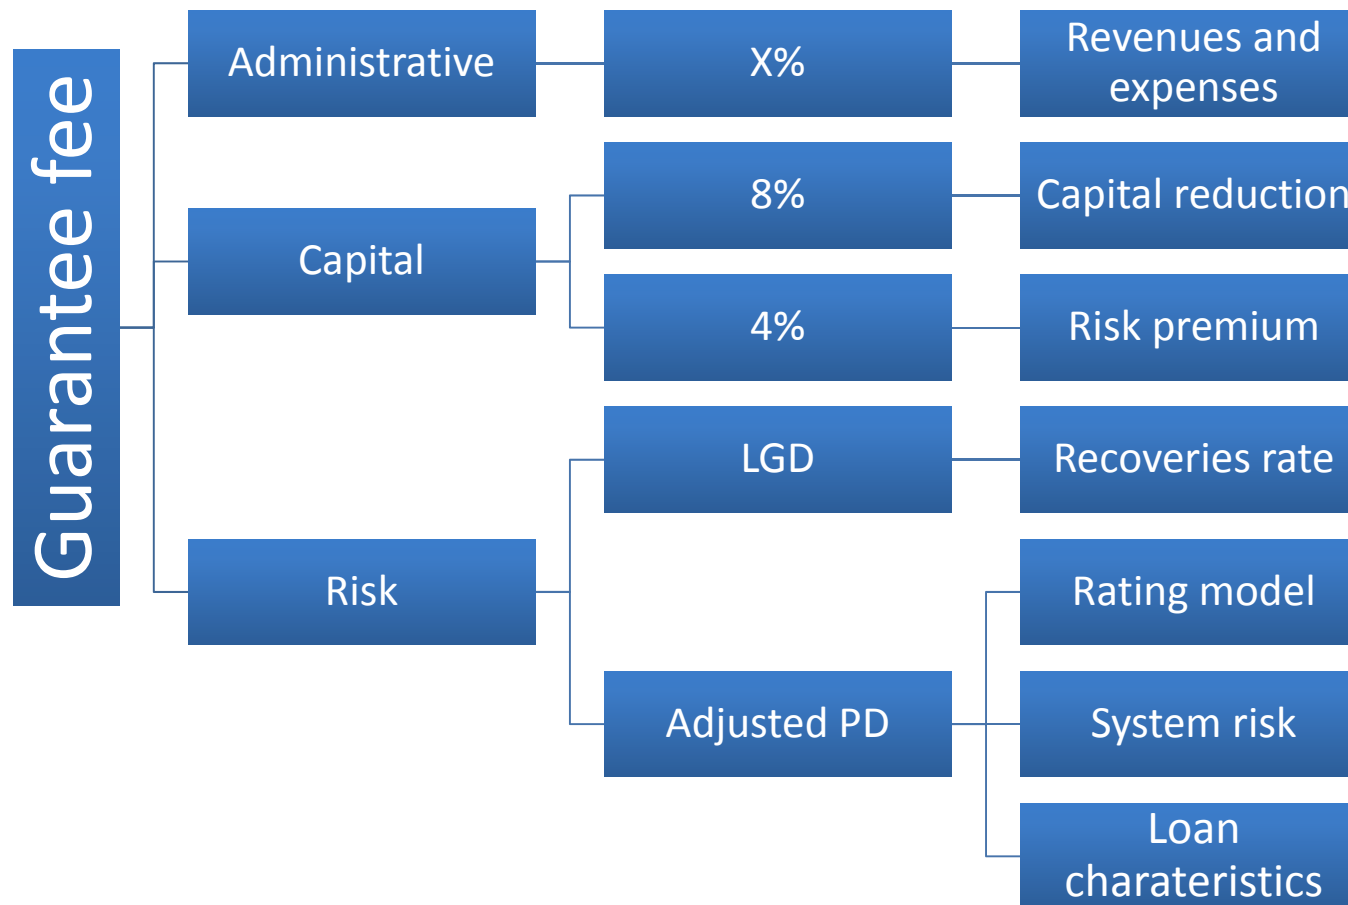 Guarantee fee
Administrative
X%
Revenues and
expenses
Capital
8%
Capital reduction
4%
Risk premium
Risk
LGD
Recoveries rate
Adjusted PD
Rating model
System risk
Loan
charateristics